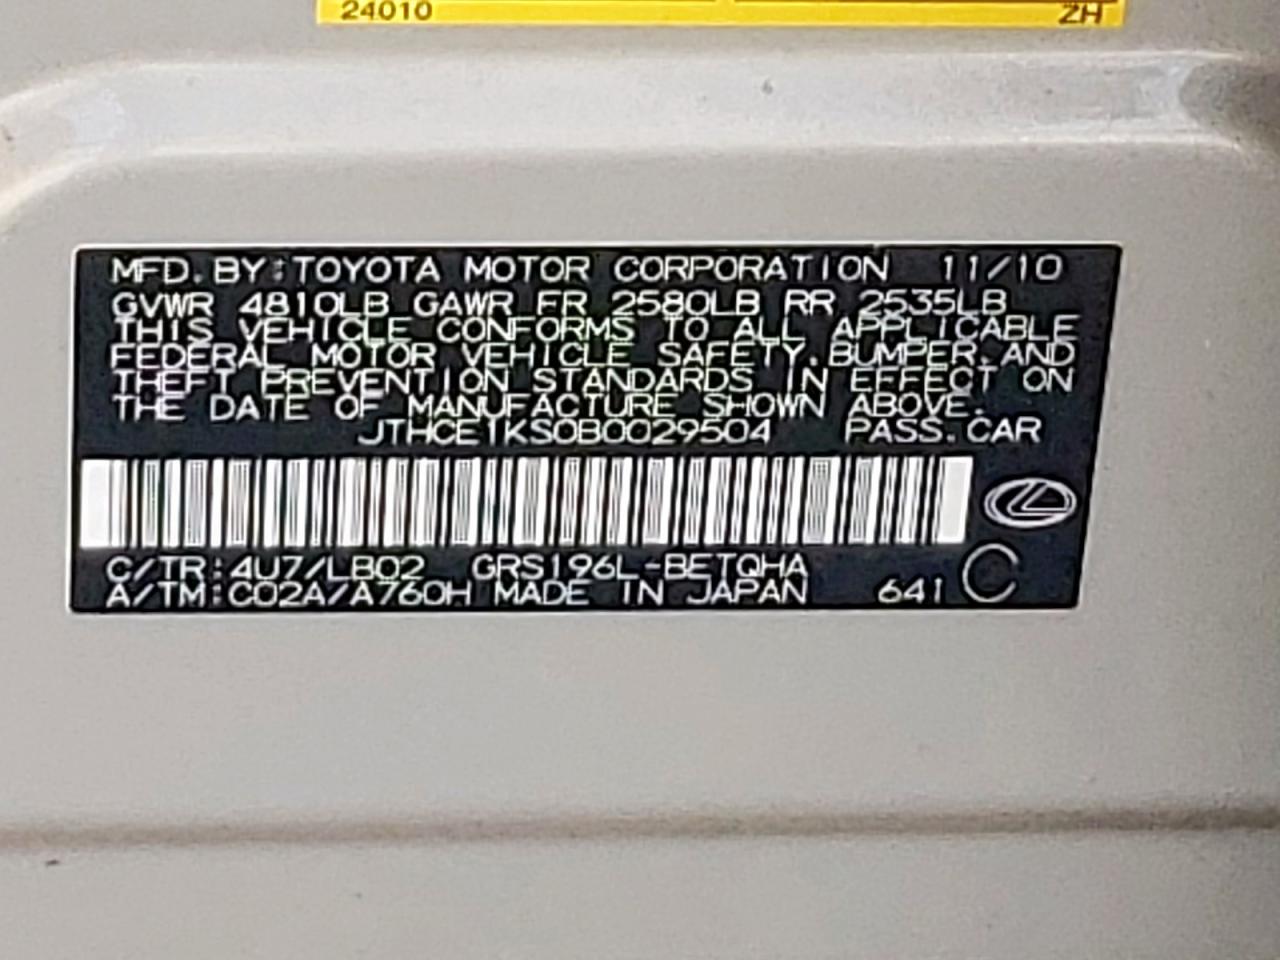 24010 ZH
MFD. BY:TOYOTA MOTOR CORPORATION 11/10
GVWR 4810LB GAWR FR 2580LB RR 2535LB
THIS VEHICLE CONFORMS TO ALL APPLICABLE
FEDERAL MOTOR VEHICLE SAFETY, BUMPER, AND
THEFT PREVENTION STANDARDS IN EFFECT ON
THE DATE OF MANUFACTURE SHOWN ABOVE.
JTHCE1KS0B0029504 PASS. CAR
C/TR:4U7/LB02 GRS196L-BETQHA
A/TM:C02A/A760H MADE IN JAPAN 641 C